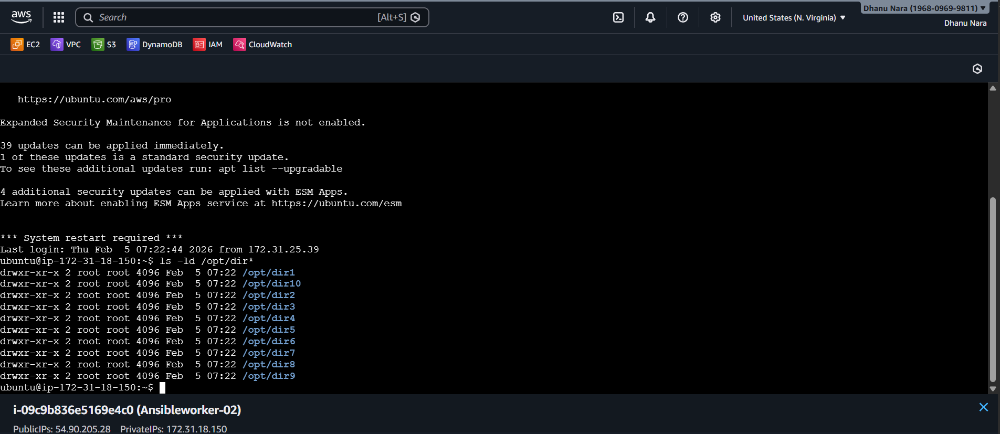 aws
Search
[Alt+S]
United States (N. Virginia) ▼
Dhanu Nara (1968-0969-9811) ▼
Dhanu Nara
EC2
VPC
S3
DynamoDB
IAM
CloudWatch
https://ubuntu.com/aws/pro
Expanded Security Maintenance for Applications is not enabled.
39 updates can be applied immediately.
1 of these updates is a standard security update.
To see these additional updates run: apt list --upgradable
4 additional security updates can be applied with ESM Apps.
Learn more about enabling ESM Apps service at https://ubuntu.com/esm
*** System restart required ***
Last login: Thu Feb  5 07:22:44 2026 from 172.31.25.39
ubuntu@ip-172-31-18-150:~$ ls -ld /opt/dir*
drwxr-xr-x 2 root root 4096 Feb  5 07:22 /opt/dir1
drwxr-xr-x 2 root root 4096 Feb  5 07:22 /opt/dir10
drwxr-xr-x 2 root root 4096 Feb  5 07:22 /opt/dir2
drwxr-xr-x 2 root root 4096 Feb  5 07:22 /opt/dir3
drwxr-xr-x 2 root root 4096 Feb  5 07:22 /opt/dir4
drwxr-xr-x 2 root root 4096 Feb  5 07:22 /opt/dir5
drwxr-xr-x 2 root root 4096 Feb  5 07:22 /opt/dir6
drwxr-xr-x 2 root root 4096 Feb  5 07:22 /opt/dir7
drwxr-xr-x 2 root root 4096 Feb  5 07:22 /opt/dir8
drwxr-xr-x 2 root root 4096 Feb  5 07:22 /opt/dir9
ubuntu@ip-172-31-18-150:~$
i-09c9b836e5169e4c0 (Ansibleworker-02)
PublicIPs: 54.90.205.28 PrivateIPs: 172.31.18.150